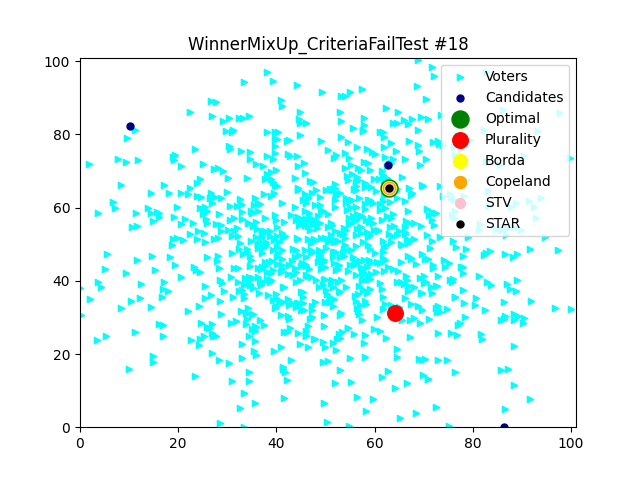 WinnerMixUp_CriteriaFailTest #18
100
80
60
40
20
0
0
20
40
60
80
100
Voters
Candidates
Optimal
Plurality
Borda
Copeland
STV
STAR